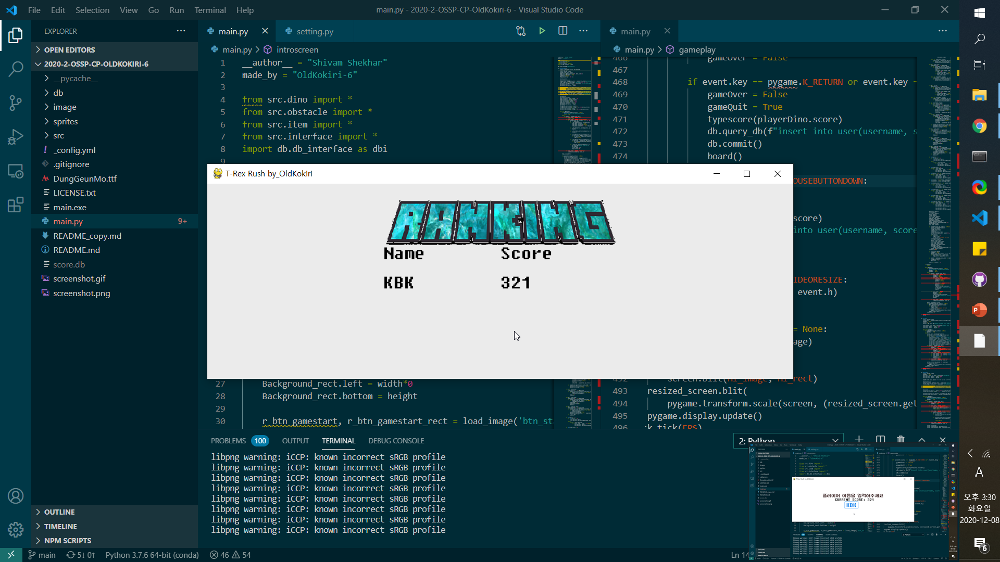 File Edit Selection View Go Run Terminal Help
main.py - 2020-2-OSSP-CP-OldKokiri-6 - Visual Studio Code
EXPLORER
OPEN EDITORS
2020-2-OSSP-CP-OLDKOKIRI-6
__pycache__
db
image
sprites
src
_config.yml
.gitignore
DungGeunMo.ttf
LICENSE.txt
main.exe
main.py 9+
README_copy.md
README.md
score.db
screenshot.gif
screenshot.png
OUTLINE
TIMELINE
NPM SCRIPTS
main.py
setting.py
main.py > introscreen
1 __author__ = "Shivam Shekhar"
2 made_by = "OldKokiri-6"
3
4 from src.dino import *
5 from src.obstacle import *
6 from src.item import *
7 from src.interface import *
8 import db.db_interface as dbi
9
27 Background_rect.left = width*0
28 Background_rect.bottom = height
29
30 r_btn_gamestart, r_btn_gamestart_rect = load_image('btn_st
main.py
main.py > gameplay
466 gameOver = False
467
468 if event.key == pygame.K_RETURN or event.key =
469 gameOver = False
470 gameQuit = True
471 typescore(playerDino.score)
472 db.query_db(f"insert into user(username, s
473 db.commit()
474 board()
OUSEBUTTONDOWN:
score)
into user(username, score
IDEORESIZE:
event.h)
= None:
age)
492 screen.blit(hi_image, hi_rect)
493 resized_screen.blit(
494 pygame.transform.scale(screen, (resized_screen.get
495 pygame.display.update()
496 k.tick(FPS)
T-Rex Rush by_OldKokiri
RANKING
Name Score
KBK 321
PROBLEMS 100 OUTPUT TERMINAL DEBUG CONSOLE
2: Python
libpng warning: iCCP: known incorrect sRGB profile
libpng warning: iCCP: known incorrect sRGB profile
libpng warning: iCCP: known incorrect sRGB profile
libpng warning: iCCP: known incorrect sRGB profile
libpng warning: iCCP: known incorrect sRGB profile
libpng warning: iCCP: known incorrect sRGB profile
libpng warning: iCCP: known incorrect sRGB profile
libpng warning: iCCP: known incorrect sRGB profile
플레이어 이름을 입력해주세요
CURRENT SCORE: 321
KBK
main 5↓ 0↑ Python 3.7.6 64-bit (conda) 46 54
Ln 14
A
오후 3:30
화요일
2020-12-08
6